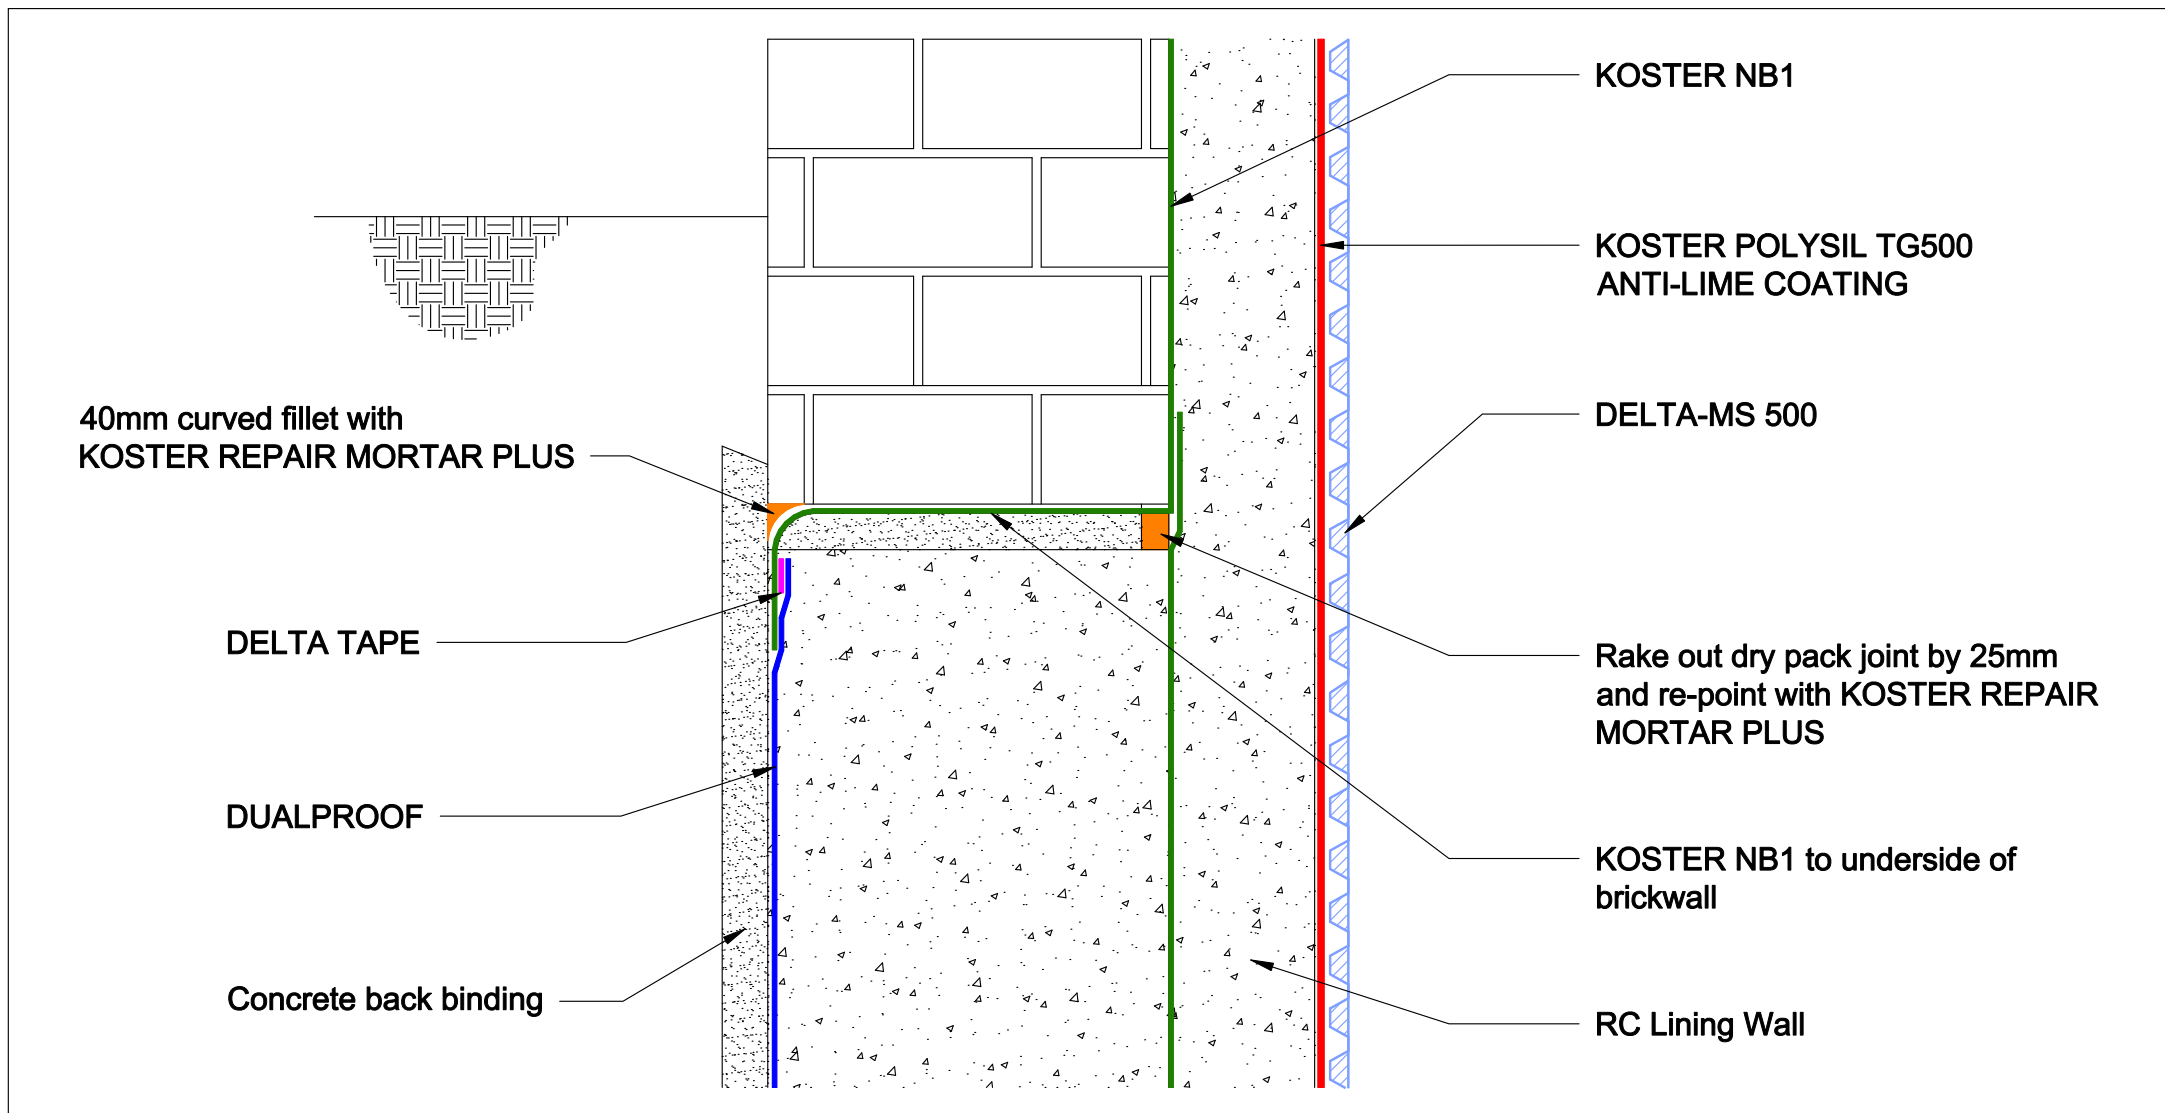 KOSTER NB1
KOSTER POLYSIL TG500
ANTI-LIME COATING
DELTA-MS 500
40mm curved fillet with
KOSTER REPAIR MORTAR PLUS
DELTA TAPE
Rake out dry pack joint by 25mm
and re-point with KOSTER REPAIR
MORTAR PLUS
DUALPROOF
KOSTER NB1 to underside of
brickwall
Concrete back binding
RC Lining Wall